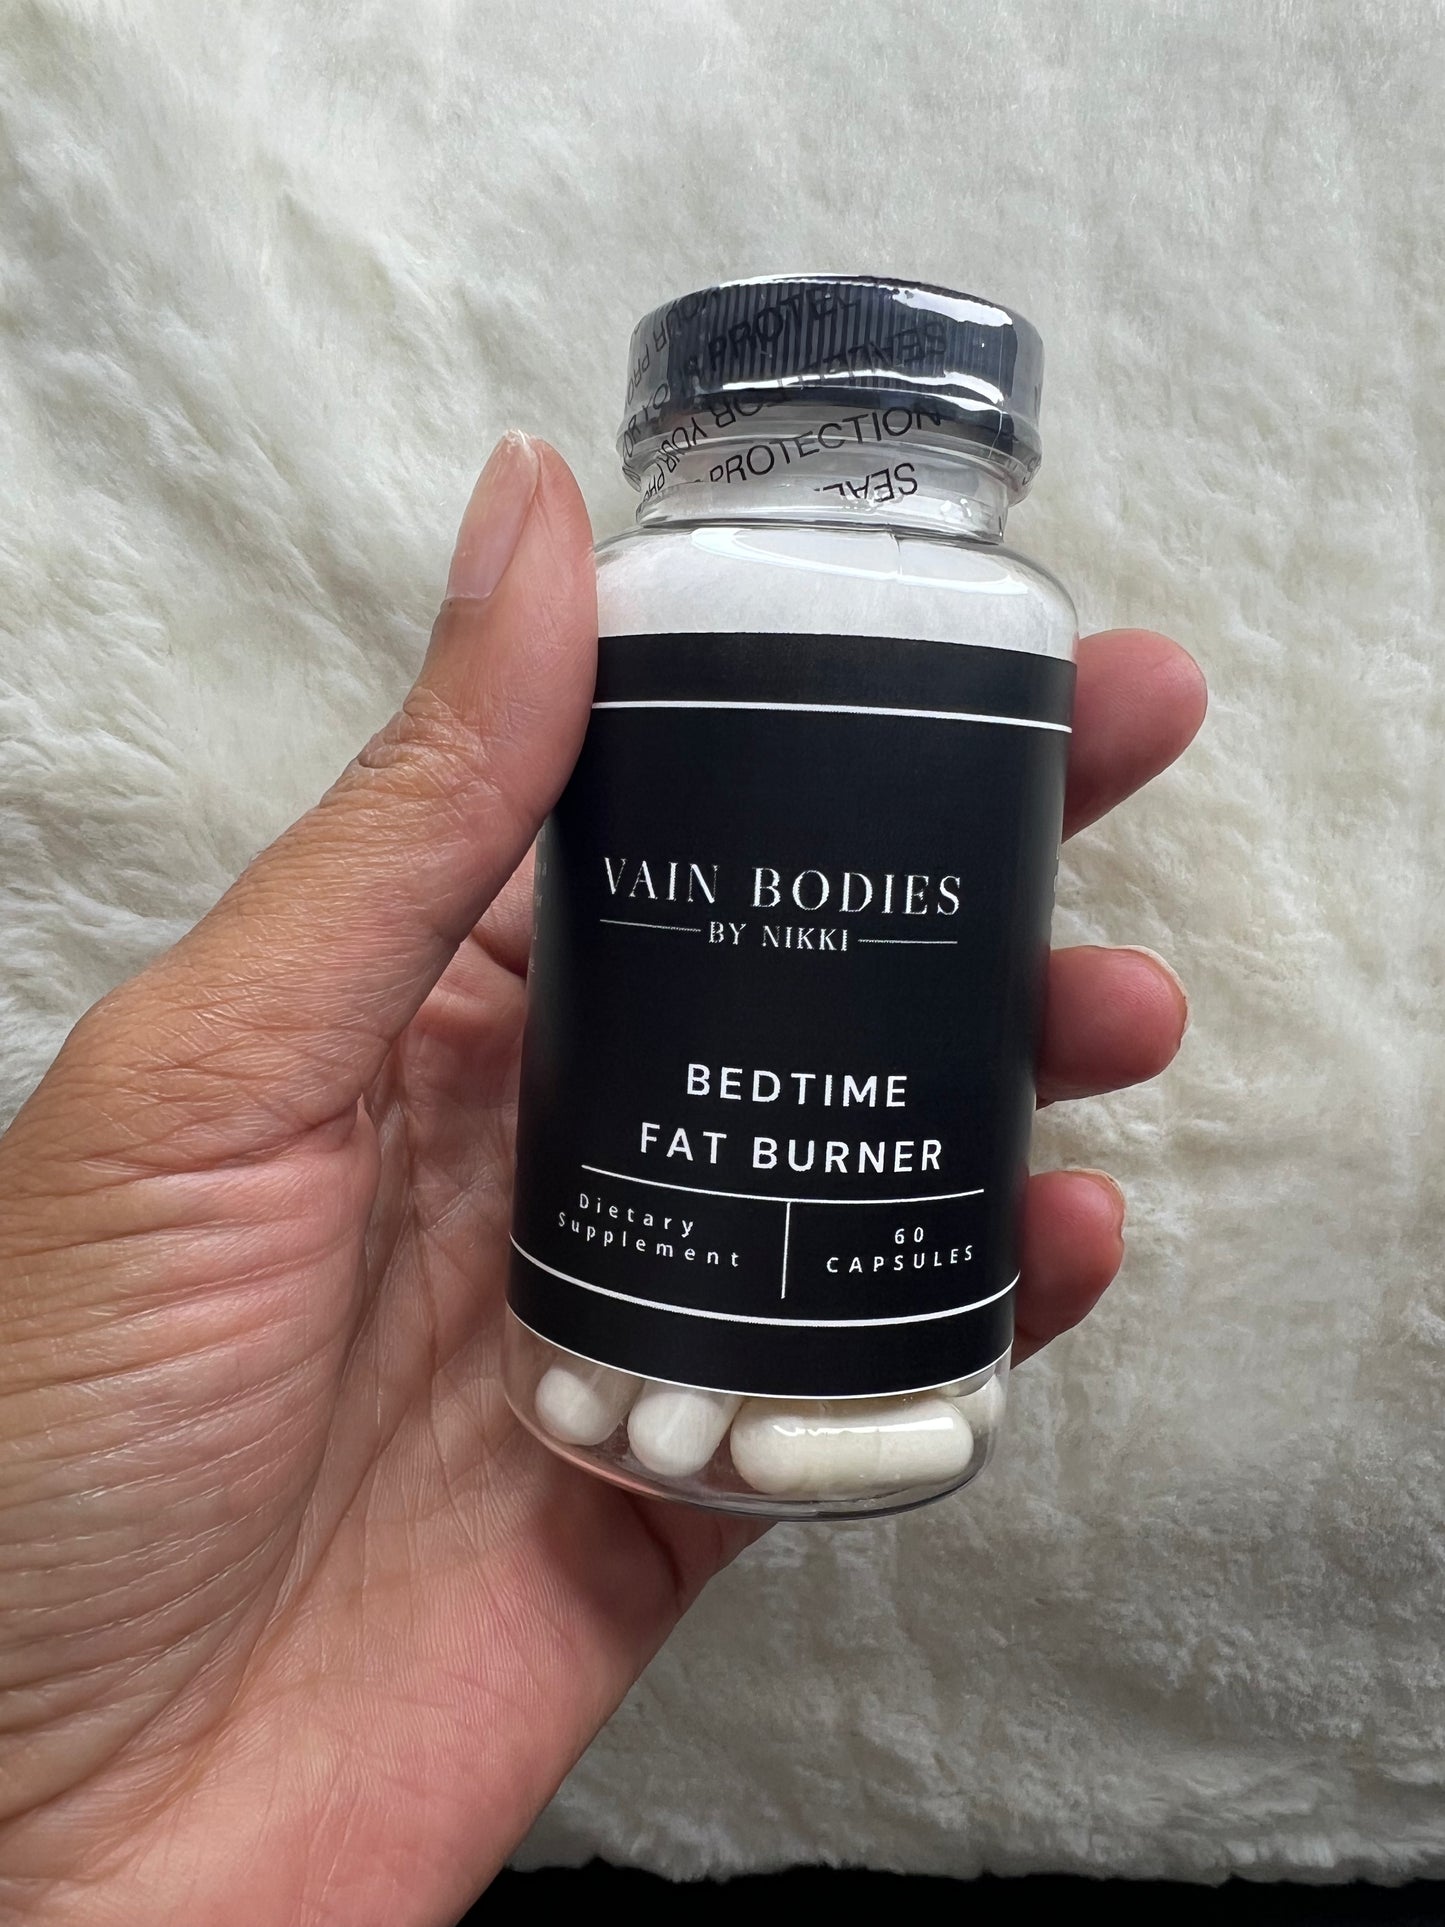 PROTECTION
VAIN BODIES
BY NIKKI
BEDTIME
FAT BURNER
Dietary
Supplement
60
CAPSULES